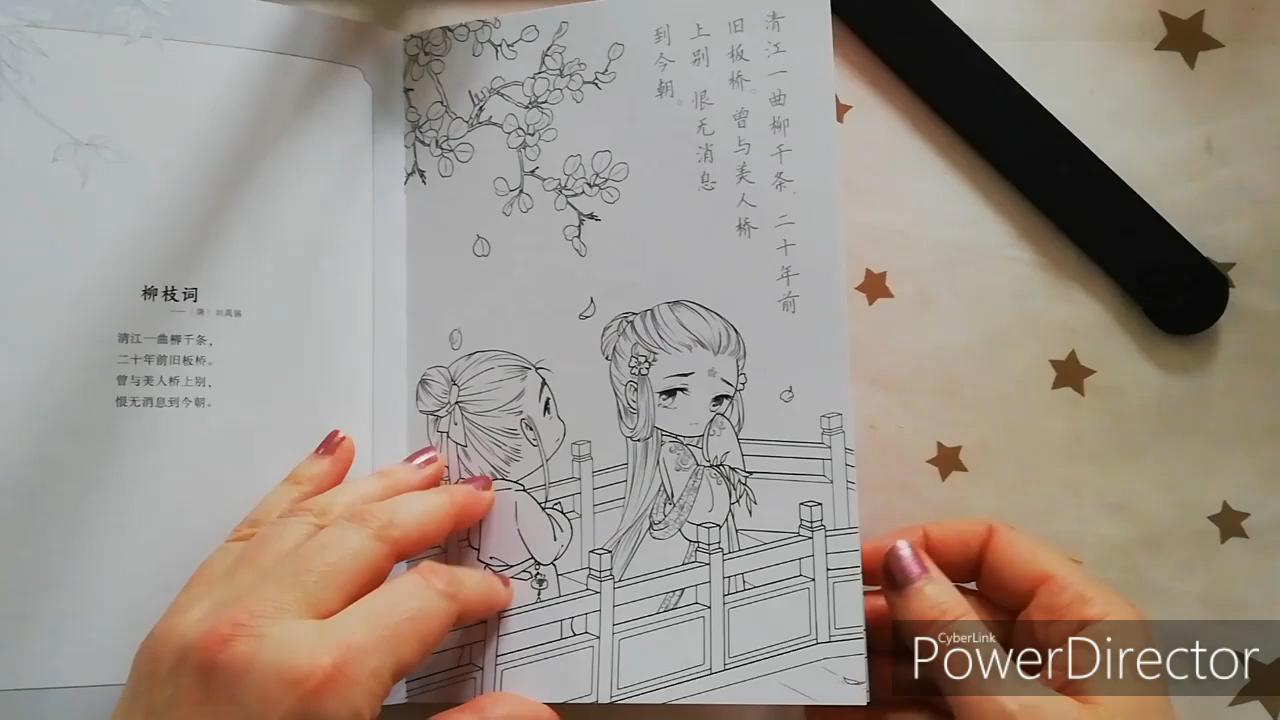 柳枝词
——〔唐〕刘禹锡
清江一曲柳千条，
二十年前旧板桥。
曾与美人桥上别，
恨无消息到今朝。
清江一曲柳千条，二十年前
旧板桥。曾与美人桥
上别，恨无消息
到今朝。
CyberLink
PowerDirector